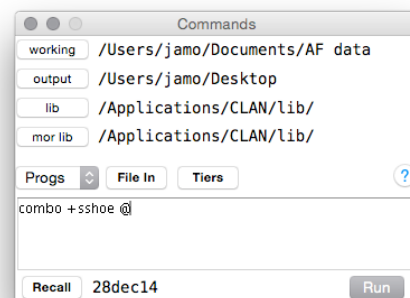 Commands
working /Users/jamo/Documents/AF data
output /Users/jamo/Desktop
lib /Applications/CLAN/lib/
mor lib /Applications/CLAN/lib/
Progs File In Tiers ?
combo +sshoe @
Recall 28dec14 Run